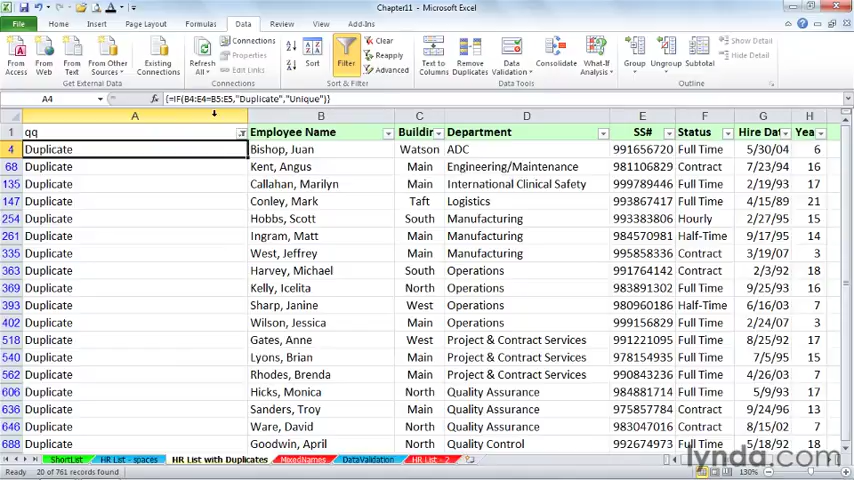 Chapter11 - Microsoft Excel
File Home Insert Page Layout Formulas Data Review View Add-Ins
From Access From Web From Text From Other Sources Existing Connections
Get External Data
Refresh All Connections Properties Edit Links
Connections
Sort Filter Clear Reapply Advanced
Sort & Filter
Text to Columns Remove Duplicates Data Validation Consolidate What-If Analysis
Data Tools
Group Ungroup Subtotal Show Detail Hide Detail
Outline
A4 fx {=IF(B4:E4=B5:E5,"Duplicate","Unique")}
A B C D E F G H
1 qq Employee Name Buildin Department SS# Status Hire Dat Yea
4 Duplicate Bishop, Juan Watson ADC 991656720 Full Time 5/30/04 6
68 Duplicate Kent, Angus Main Engineering/Maintenance 981106829 Contract 7/23/94 16
135 Duplicate Callahan, Marilyn Main International Clinical Safety 999789446 Full Time 2/19/93 17
147 Duplicate Conley, Mark Taft Logistics 993867417 Full Time 4/15/89 21
254 Duplicate Hobbs, Scott South Manufacturing 993383806 Hourly 2/27/95 15
261 Duplicate Ingram, Matt Main Manufacturing 984570981 Half-Time 9/17/95 14
335 Duplicate West, Jeffrey Main Manufacturing 995858336 Contract 3/19/07 3
363 Duplicate Harvey, Michael South Operations 991764142 Full Time 2/3/92 18
369 Duplicate Kelly, Icelita North Operations 983891302 Full Time 9/25/93 16
393 Duplicate Sharp, Janine West Operations 980960186 Half-Time 6/16/03 7
402 Duplicate Wilson, Jessica Main Operations 999156829 Full Time 2/24/07 3
518 Duplicate Gates, Anne West Project & Contract Services 991221095 Full Time 8/25/92 17
540 Duplicate Lyons, Brian Main Project & Contract Services 978154935 Full Time 7/5/95 15
562 Duplicate Rhodes, Brenda Main Project & Contract Services 990843236 Full Time 4/26/03 7
606 Duplicate Hicks, Monica North Quality Assurance 984881714 Full Time 5/9/93 17
636 Duplicate Sanders, Troy Main Quality Assurance 975857784 Contract 9/24/96 13
646 Duplicate Ware, David North Quality Assurance 983047016 Contract 8/15/02 7
688 Duplicate Goodwin, April North Quality Control 992674973 Full Time 5/18/92 18
ShortList HR List - spaces HR List with Duplicates MixedNames DataValidation HR List - 2
lynda.com
Ready 20 of 761 records found 130%